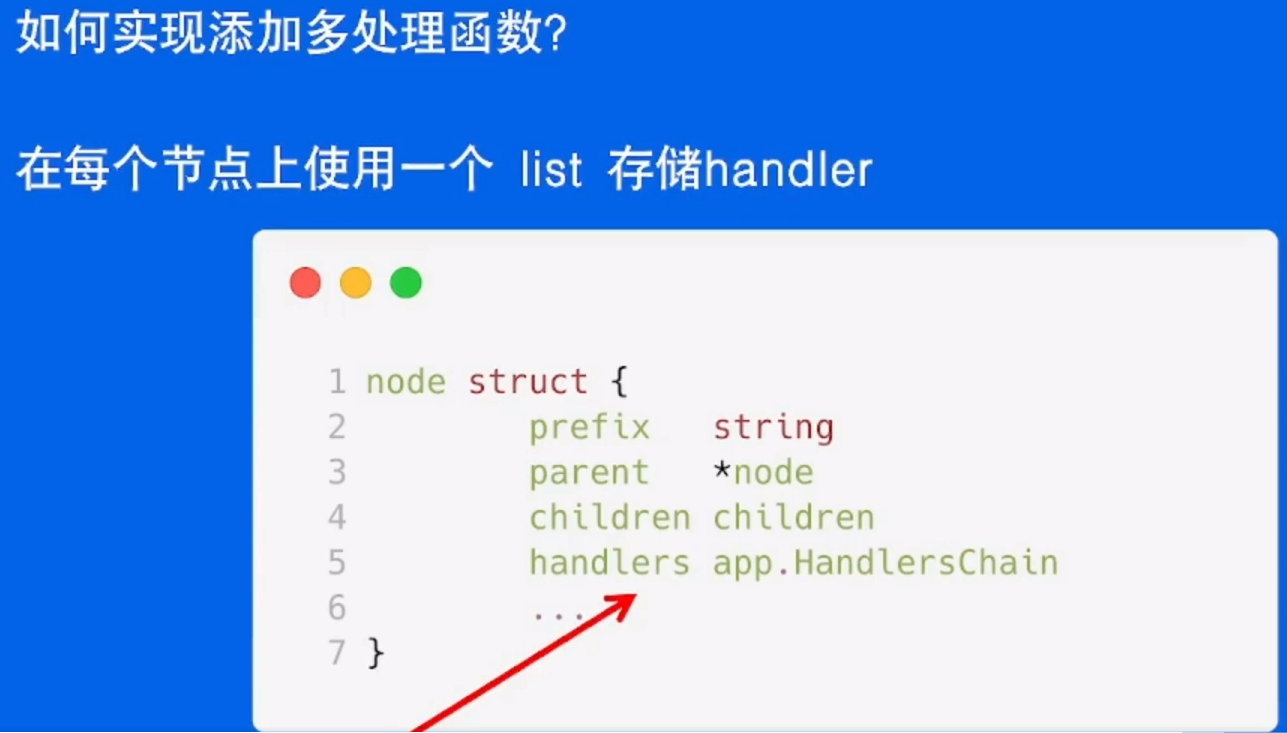 如何实现添加多处理函数?
在每个节点上使用一个 list 存储handler
1 node struct {
2 prefix string
3 parent *node
4 children children
5 handlers app.HandlersChain
6 ...
7 }